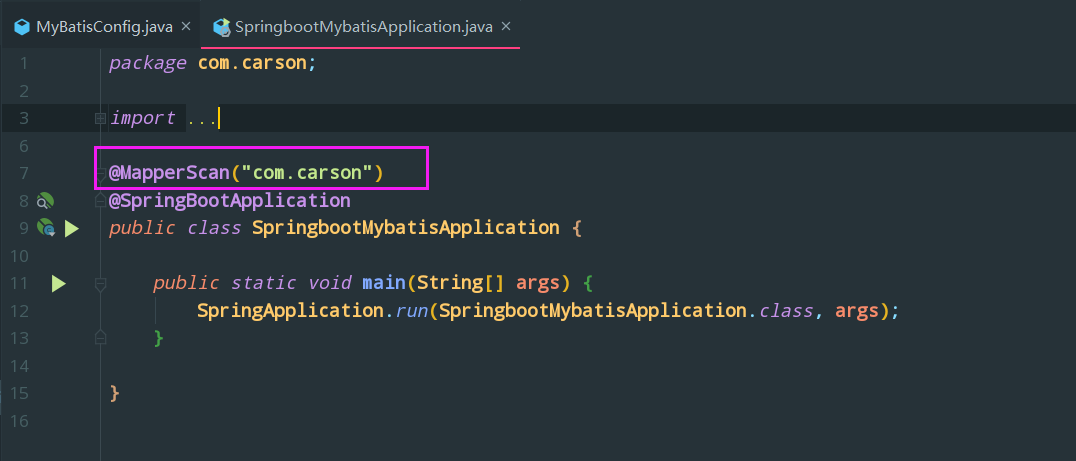 MyBatisConfig.java × SpringbootMybatisApplication.java ×
1 package com.carson;
2
3 import ...
6
7 @MapperScan("com.carson")
8 @SpringBootApplication
9 public class SpringbootMybatisApplication {
10
11 public static void main(String[] args) {
12 SpringApplication.run(SpringbootMybatisApplication.class, args);
13 }
14
15 }
16